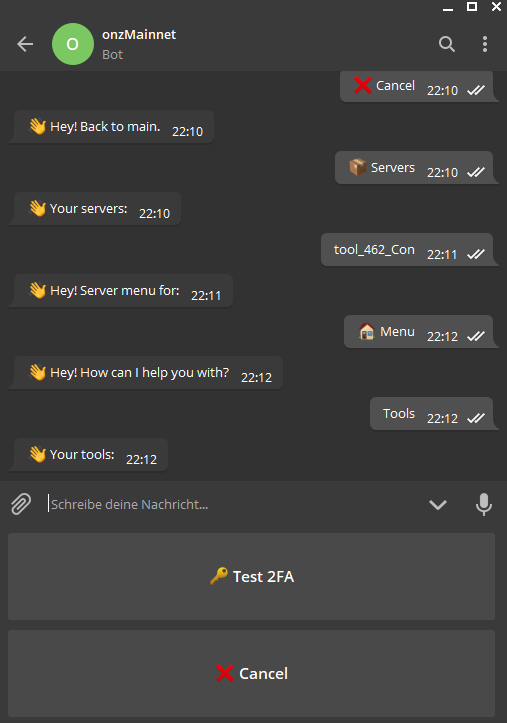 onzMainnet
O
Bot
❌ Cancel 22:10
👋 Hey! Back to main. 22:10
📦 Servers 22:10
👋 Your servers: 22:10
tool_462_Con 22:11
👋 Hey! Server menu for: 22:11
🏠 Menu 22:12
👋 Hey! How can I help you with? 22:12
Tools 22:12
👋 Your tools: 22:12
Schreibe deine Nachricht...
🔑 Test 2FA
❌ Cancel